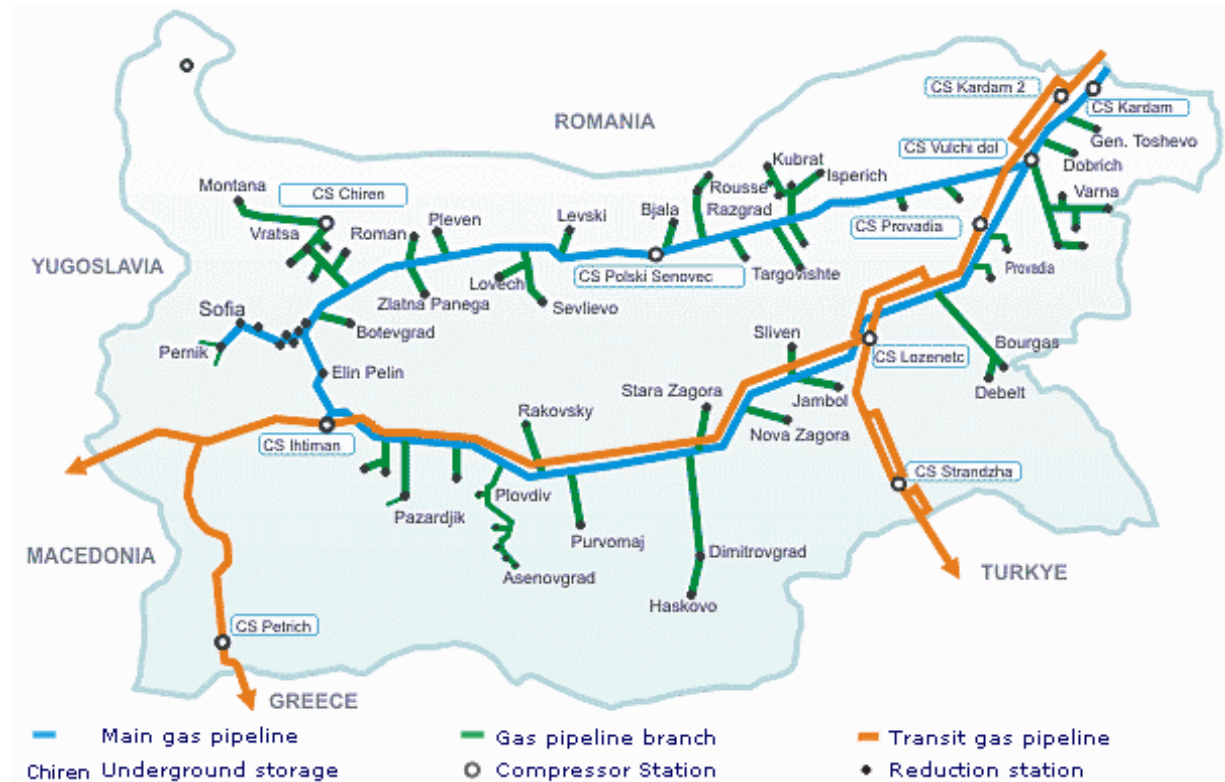 CS Kardam 2
CS Kardam
ROMANIA
Gen. Toshevo
CS Vulchi dol
Kubrat
Dobrich
Isperich
Montana
CS Chiren
Rousse
Varna
Bjala
Razgrad
Levski
Pleven
CS Provadia
Vratsa
Roman
YUGOSLAVIA
Targovishte
Provadia
CS Polski Senovec
Lovech
Zlatna Panega
Sevlievo
Sofia
Botevgrad
Sliven
Bourgas
Pernik
CS Lozenetc
Elin Pelin
Stara Zagora
Debelt
Jambol
Rakovsky
Nova Zagora
CS Ihtiman
CS Strandzha
Plovdiv
Pazardjik
Purvomaj
MACEDONIA
Dimitrovgrad
TURKYE
Asenovgrad
Haskovo
CS Petrich
GREECE
Main gas pipeline
Gas pipeline branch
Transit gas pipeline
Chiren Underground storage
Compressor Station
Reduction station